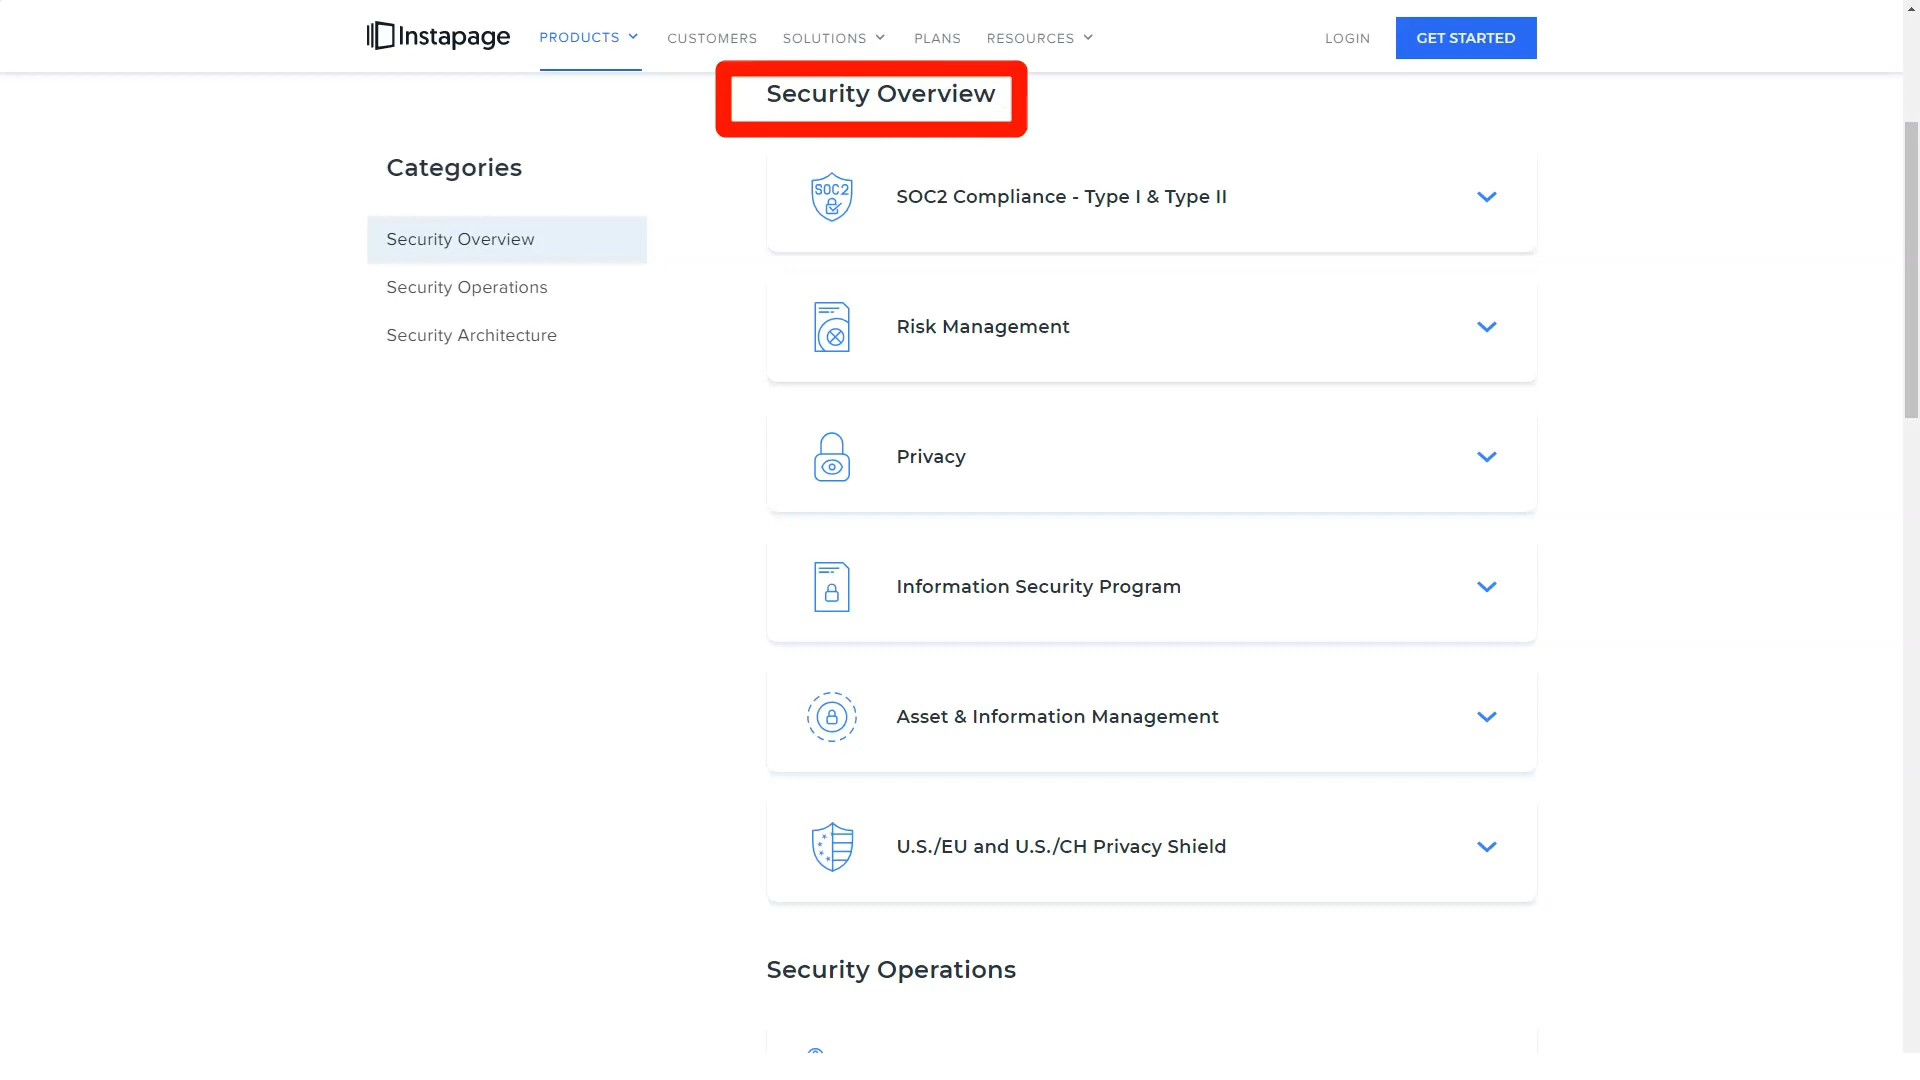 Instapage
PRODUCTS
CUSTOMERS
SOLUTIONS
PLANS
RESOURCES
LOGIN
GET STARTED
Security Overview
Categories
Security Overview
Security Operations
Security Architecture
SOC2
SOC2 Compliance - Type I & Type II
Risk Management
Privacy
Information Security Program
Asset & Information Management
U.S./EU and U.S./CH Privacy Shield
Security Operations